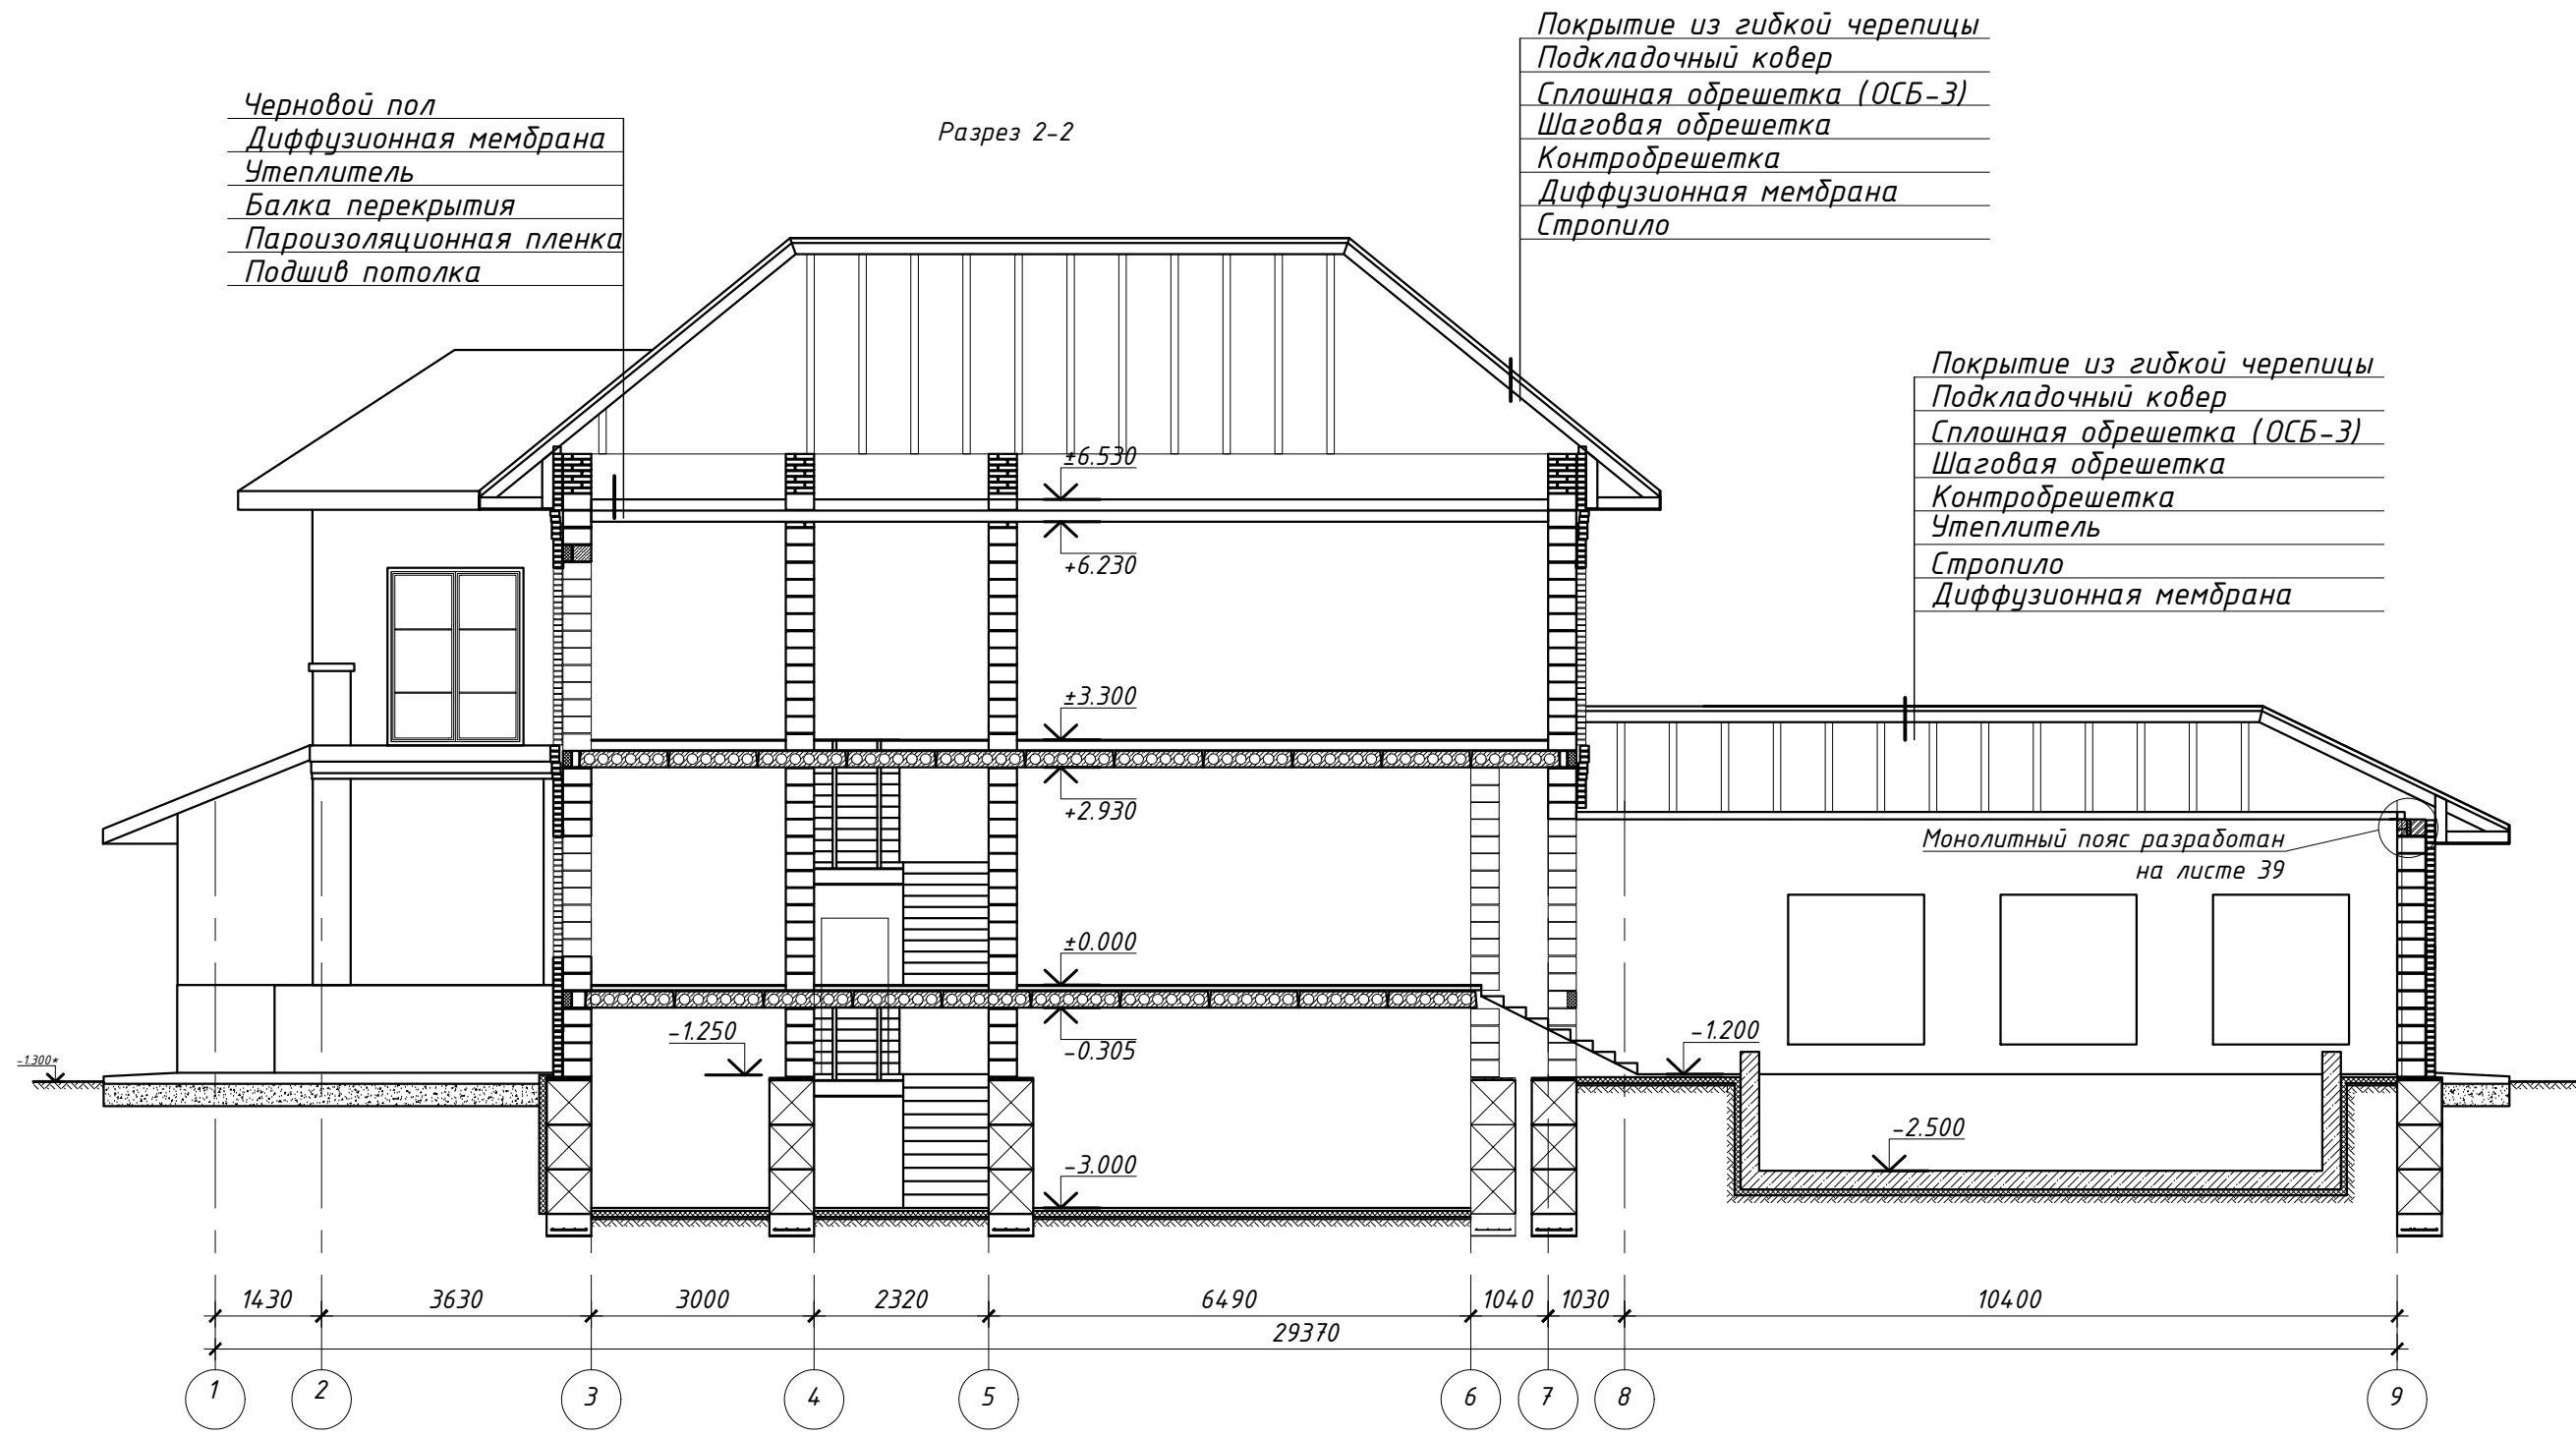 Покрытие из гибкой черепицы
Подкладочный ковер
Сплошная обрешетка (ОСБ-3)
Шаговая обрешетка
Контробрешетка
Диффузионная мембрана
Стропило
Черновой пол
Диффузионная мембрана
Утеплитель
Балка перекрытия
Пароизоляционная пленка
Подшив потолка
Разрез 2-2
Покрытие из гибкой черепицы
Подкладочный ковер
Сплошная обрешетка (ОСБ-3)
Шаговая обрешетка
Контробрешетка
Утеплитель
Стропило
Диффузионная мембрана
±6.530
+6.230
±3.300
+2.930
Монолитный пояс разработан
на листе 39
±0.000
-1.250
-0.305
-1.200
-1.300*
-2.500
-3.000
1430 3630 3000 2320 6490 1040 1030 10400
29370
1 2 3 4 5 6 7 8 9